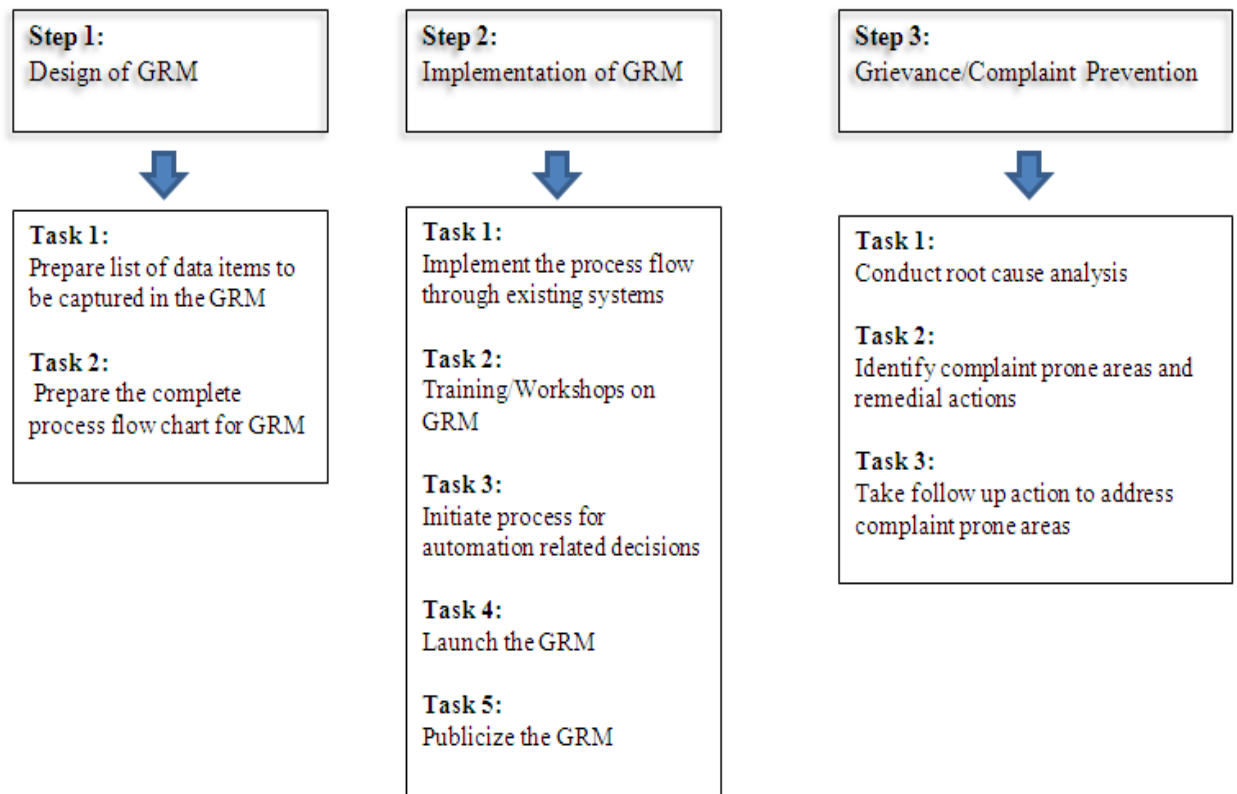 Step 1:
Design of GRM
Task 1:
Prepare list of data items to
be captured in the GRM
Task 2:
Prepare the complete
process flow chart for GRM
Step 2:
Implementation of GRM
Task 1:
Implement the process flow
through existing systems
Task 2:
Training/Workshops on
GRM
Task 3:
Initiate process for
automation related decisions
Task 4:
Launch the GRM
Task 5:
Publicize the GRM
Step 3:
Grievance/Complaint Prevention
Task 1:
Conduct root cause analysis
Task 2:
Identify complaint prone areas and
remedial actions
Task 3:
Take follow up action to address
complaint prone areas